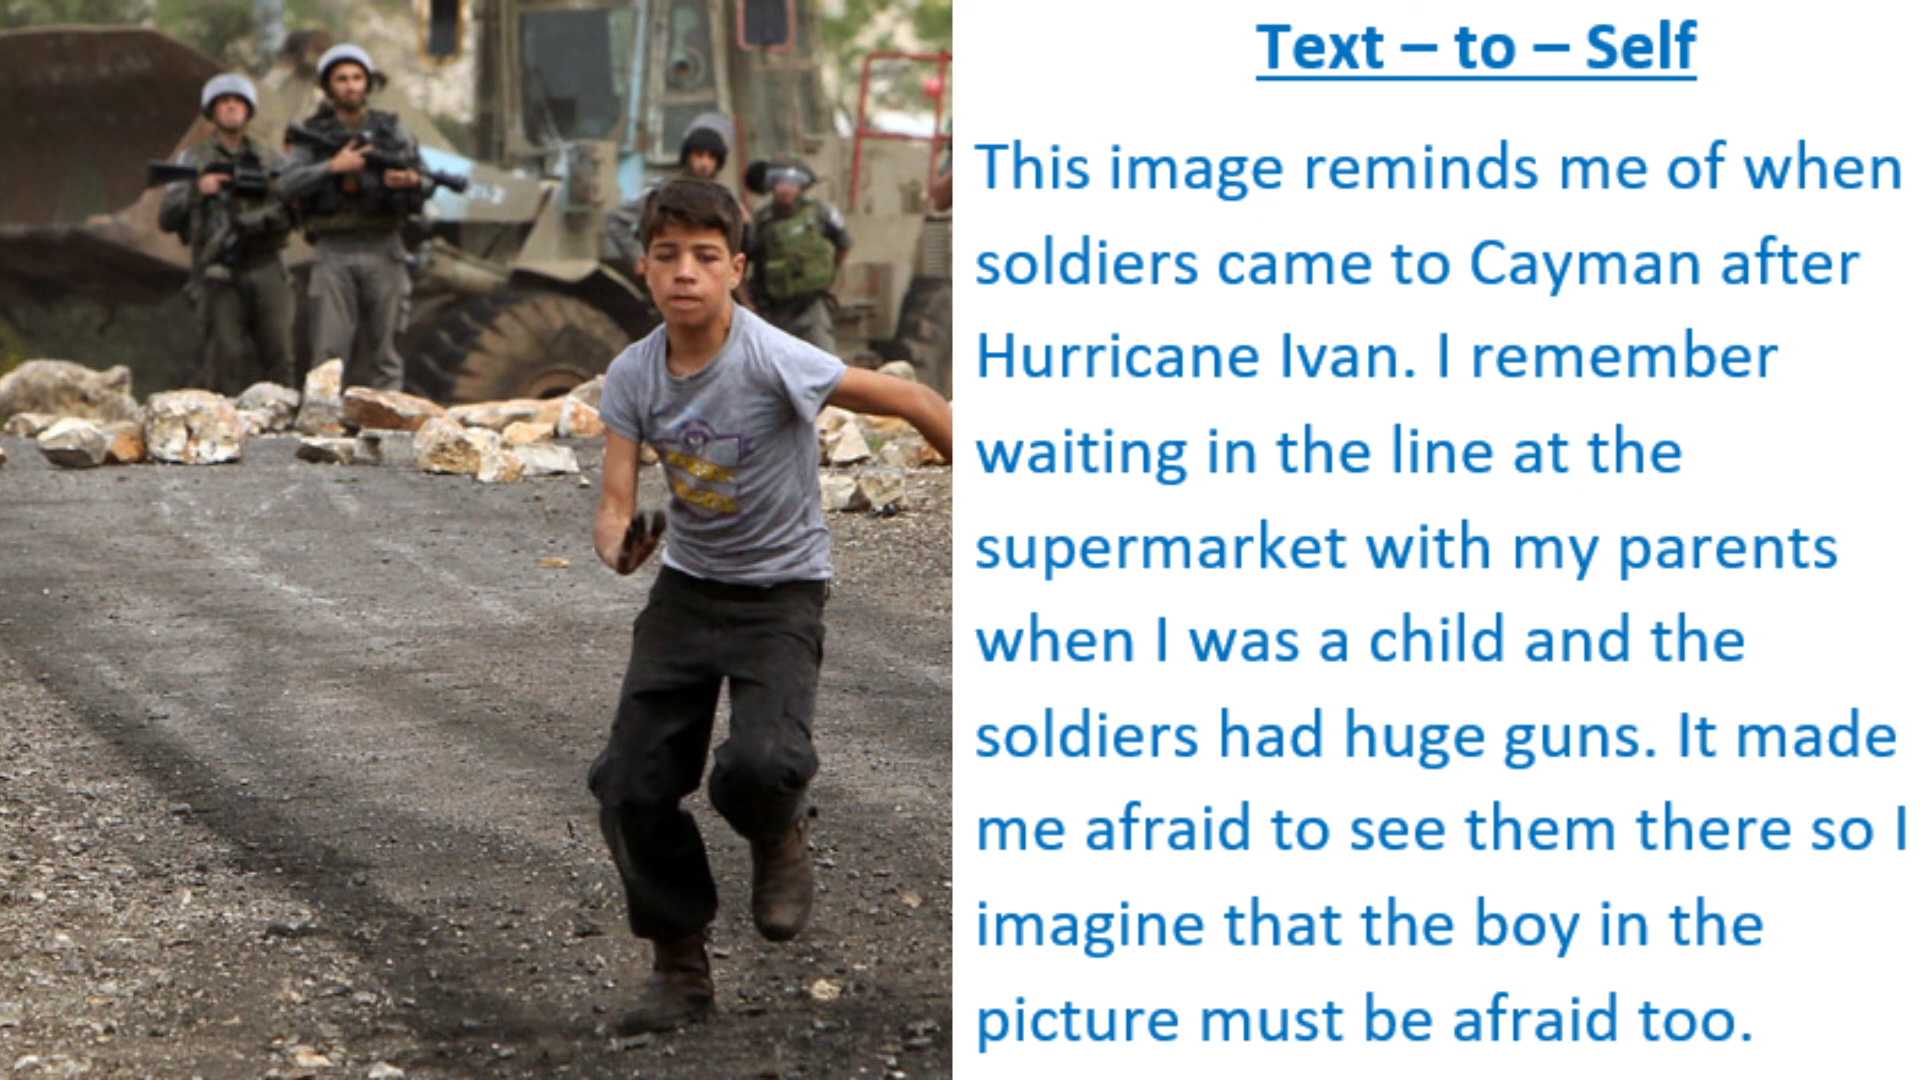 Text – to – Self
This image reminds me of when
soldiers came to Cayman after
Hurricane Ivan. I remember
waiting in the line at the
supermarket with my parents
when I was a child and the
soldiers had huge guns. It made
me afraid to see them there so I
imagine that the boy in the
picture must be afraid too.